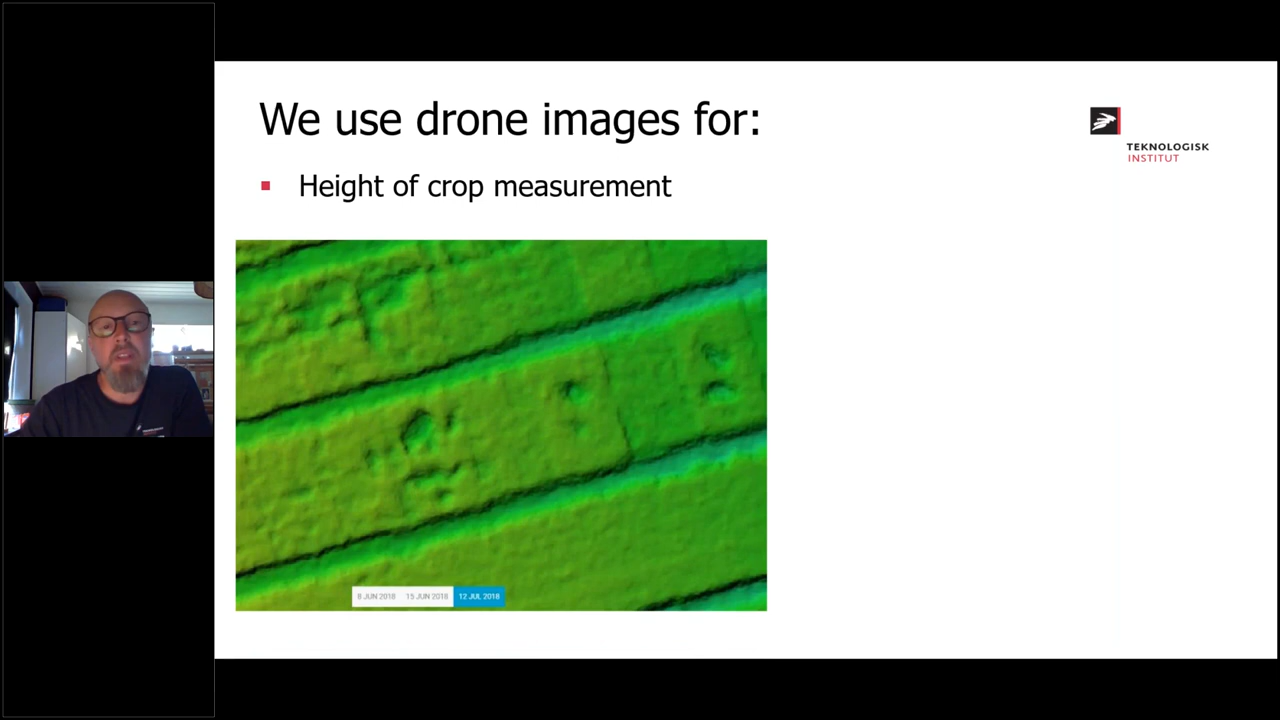 We use drone images for:
TEKNOLOGISK
INSTITUT
▪ Height of crop measurement
8 JUN 2018 15 JUN 2018 12 JUL 2018